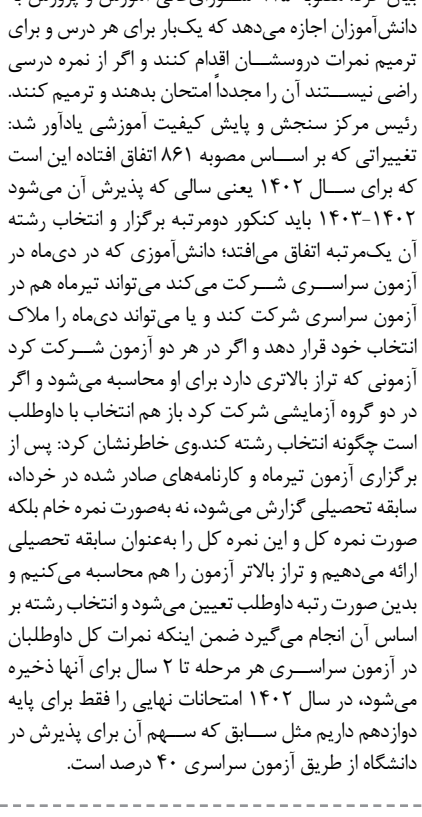 دانش‌آموزان اجازه می‌دهد که یک‌بار برای هر درس و برای
ترمیم نمرات دروسشان اقدام کنند و اگر از نمره درسی
راضی نیستند آن را مجدداً امتحان بدهند و ترمیم کنند.
رئیس مرکز سنجش و پایش کیفیت آموزشی یادآور شد:
تغییراتی که بر اساس مصوبه ۸۶۱ اتفاق افتاده این است
که برای سال ۱۴۰۲ یعنی سالی که پذیرش آن می‌شود
۱۴۰۲-۱۴۰۳ باید کنکور دومرتبه برگزار و انتخاب رشته
آن یک‌مرتبه اتفاق می‌افتد؛ دانش‌آموزی که در دی‌ماه در
آزمون سراسری شرکت می‌کند می‌تواند تیرماه هم در
آزمون سراسری شرکت کند و یا می‌تواند دی‌ماه را ملاک
انتخاب خود قرار دهد و اگر در هر دو آزمون شرکت کرد
آزمونی که تراز بالاتری دارد برای او محاسبه می‌شود و اگر
در دو گروه آزمایشی شرکت کرد باز هم انتخاب با داوطلب
است چگونه انتخاب رشته کند.وی خاطرنشان کرد: پس از
برگزاری آزمون تیرماه و کارنامه‌های صادر شده در خرداد،
سابقه تحصیلی گزارش می‌شود، نه به‌صورت نمره خام بلکه
صورت نمره کل و این نمره کل را به‌عنوان سابقه تحصیلی
ارائه می‌دهیم و تراز بالاتر آزمون را هم محاسبه می‌کنیم و
بدین صورت رتبه داوطلب تعیین می‌شود و انتخاب رشته بر
اساس آن انجام می‌گیرد ضمن اینکه نمرات کل داوطلبان
در آزمون سراسری هر مرحله تا ۲ سال برای آنها ذخیره
می‌شود، در سال ۱۴۰۲ امتحانات نهایی را فقط برای پایه
دوازدهم داریم مثل سابق که سهم آن برای پذیرش در
دانشگاه از طریق آزمون سراسری ۴۰ درصد است.